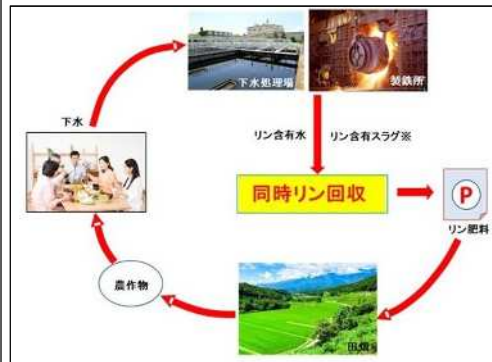 下水処理場
製鉄所
下水
リン含有水
リン含有スラグ※
同時リン回収
P
リン肥料
農作物
田畑